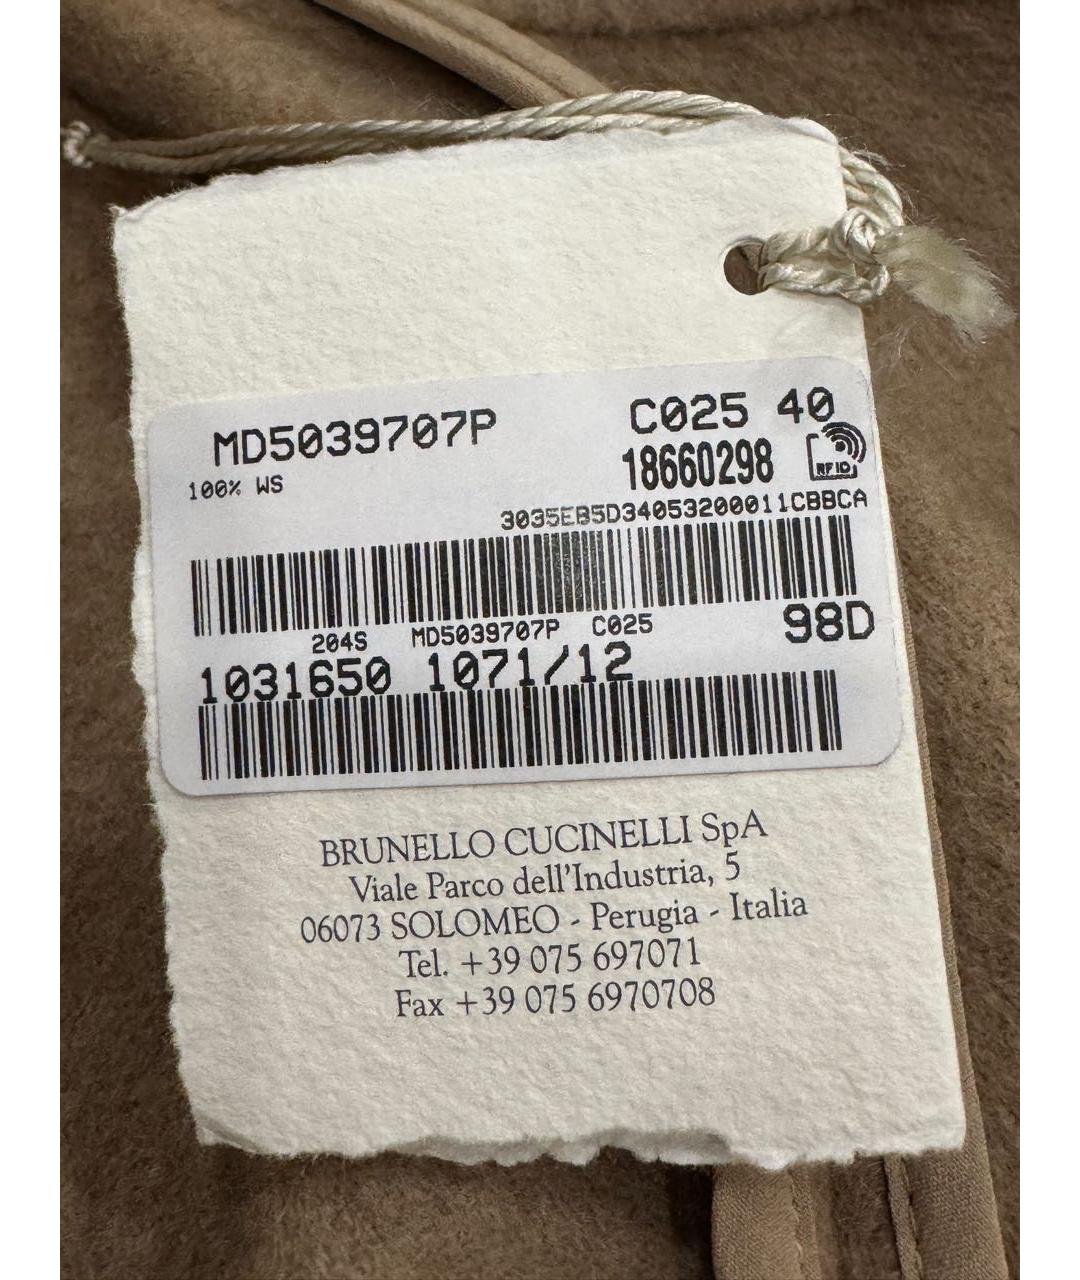 MD5039707P C025 40
100% WS 18660298
RFID
3035EB5D34053200011CBBCA
204S MD5039707P C025 98D
1031650 1071/12
BRUNELLO CUCINELLI SpA
Viale Parco dell'Industria, 5
06073 SOLOMEO - Perugia - Italia
Tel. +39 075 697071
Fax +39 075 6970708